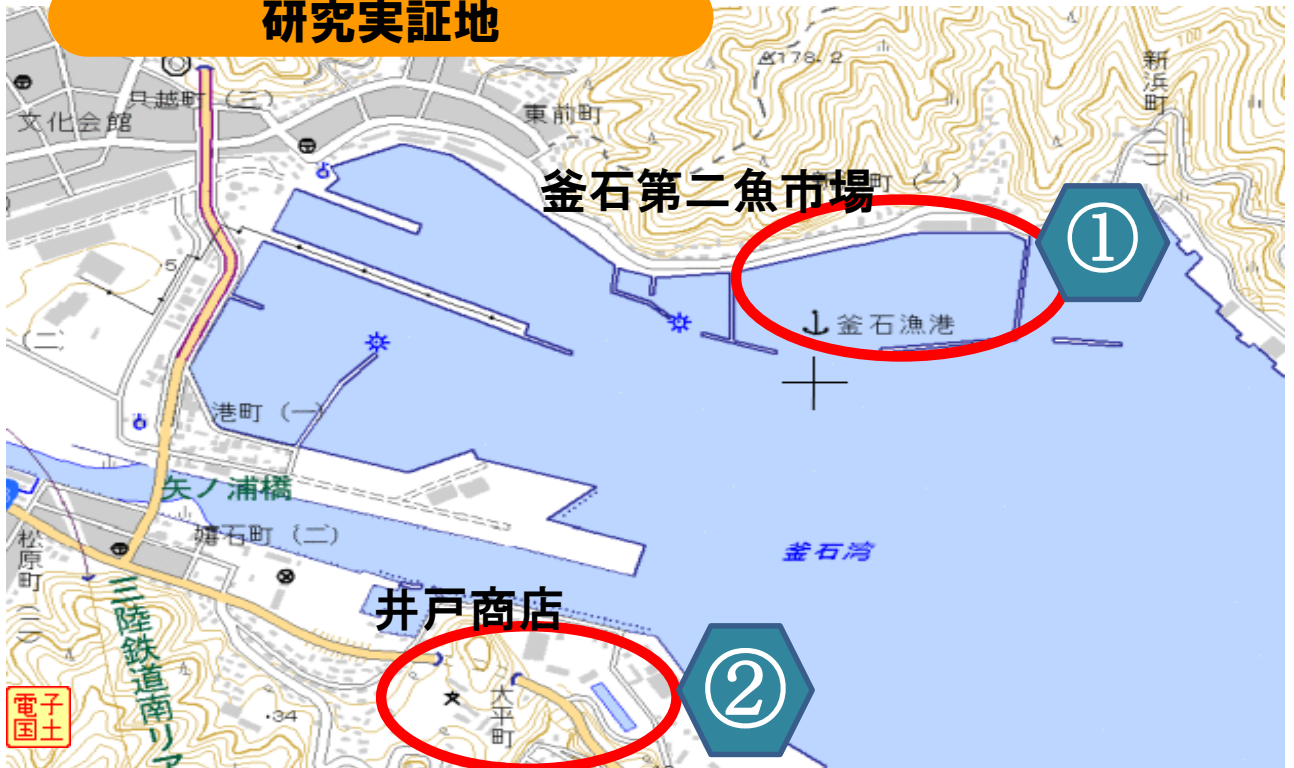 研究実証地
178.2
新浜町(二)
只越町(三)
文化会館
東前町
釜石第二魚市場
町(一)
①
5
釜石漁港
(二)
港町(一)
矢ノ浦橋
嬉石町(二)
松原町(二)
釜石湾
井戸商店
三陸鉄道南リア
②
大平町
・34
電子
国土